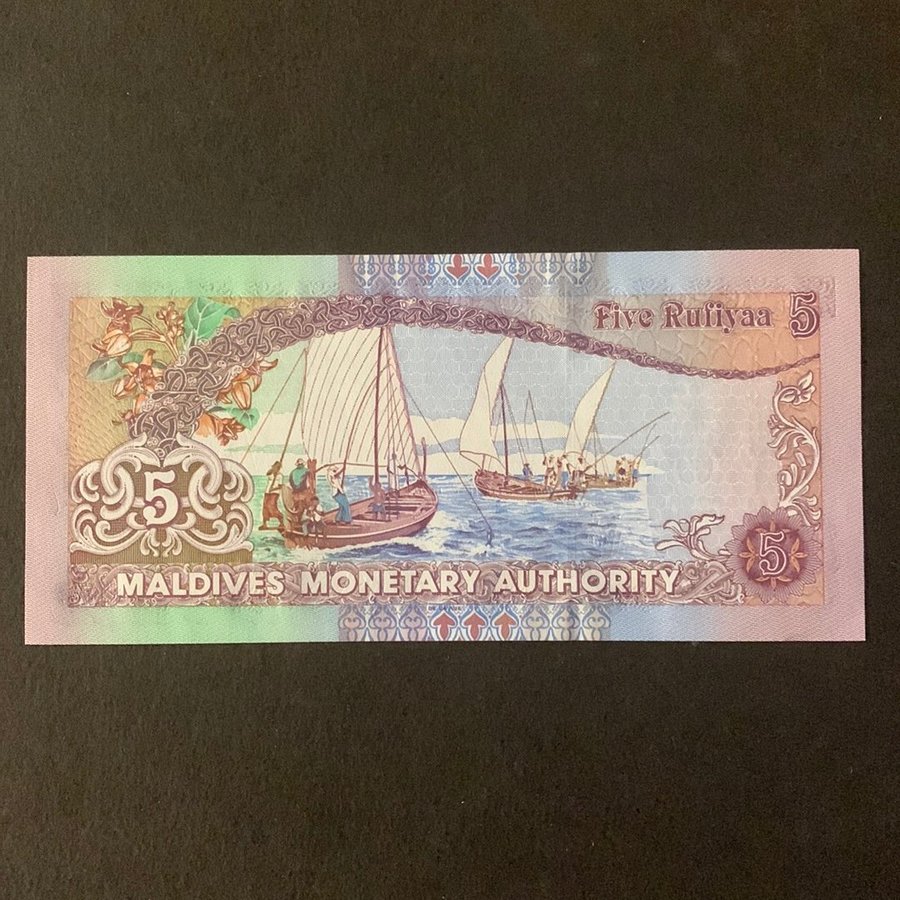 Five Rufiyaa 5
5
5
MALDIVES MONETARY AUTHORITY